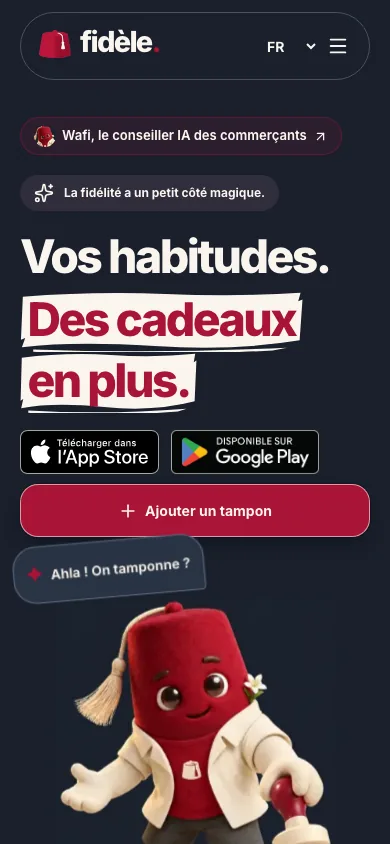 fidèle.
FR
Wafi, le conseiller IA des commerçants
La fidélité a un petit côté magique.
Vos habitudes.
Des cadeaux
en plus.
Télécharger dans
l'App Store
DISPONIBLE SUR
Google Play
Ajouter un tampon
Ahla ! On tamponne ?